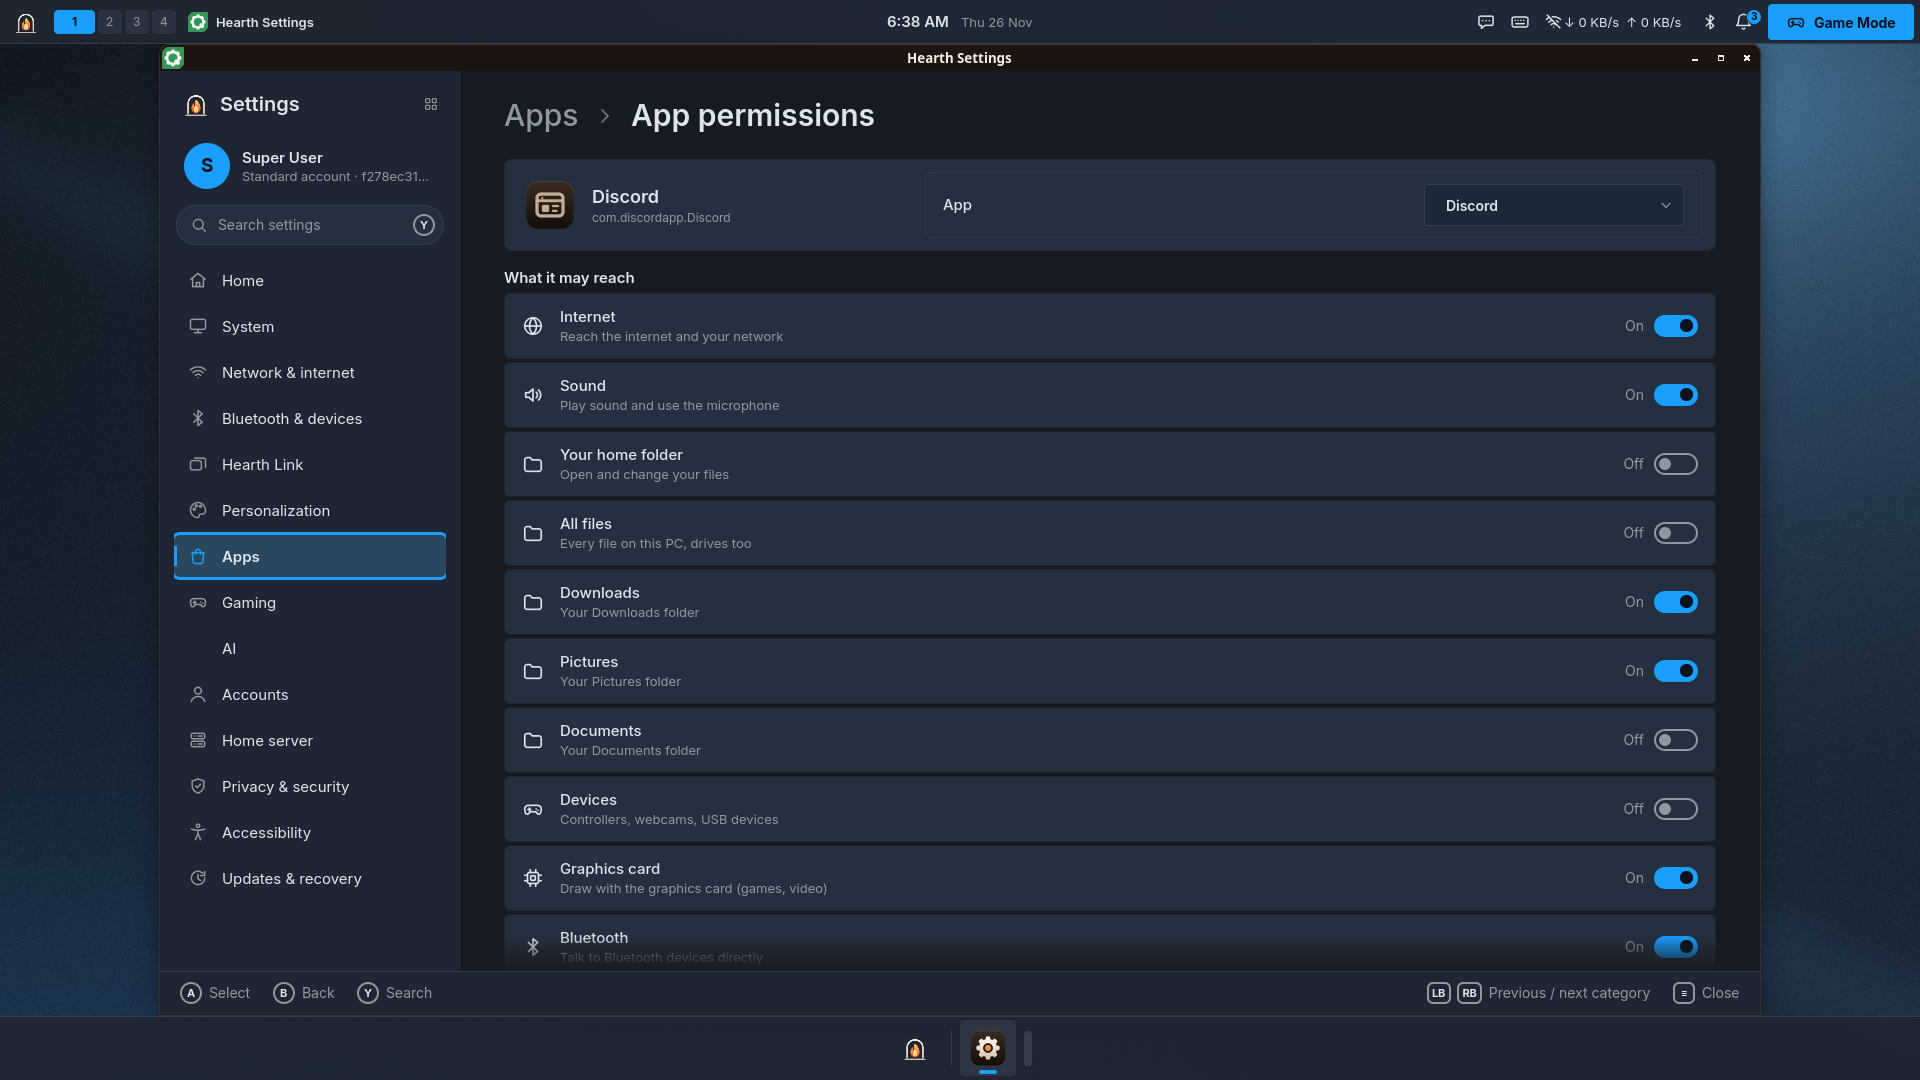 1 2 3 4 Hearth Settings
6:38 AM Thu 26 Nov
↓ 0 KB/s ↑ 0 KB/s
3
Game Mode
Hearth Settings
Settings
S
Super User
Standard account · f278ec31...
Search settings Y
Home
System
Network & internet
Bluetooth & devices
Hearth Link
Personalization
Apps
Gaming
AI
Accounts
Home server
Privacy & security
Accessibility
Updates & recovery
Apps > App permissions
Discord
com.discordapp.Discord
App
Discord
What it may reach
Internet
Reach the internet and your network
On
Sound
Play sound and use the microphone
On
Your home folder
Open and change your files
Off
All files
Every file on this PC, drives too
Off
Downloads
Your Downloads folder
On
Pictures
Your Pictures folder
On
Documents
Your Documents folder
Off
Devices
Controllers, webcams, USB devices
Off
Graphics card
Draw with the graphics card (games, video)
On
Bluetooth
Talk to Bluetooth devices directly
On
A Select B Back Y Search
LB RB Previous / next category ≡ Close